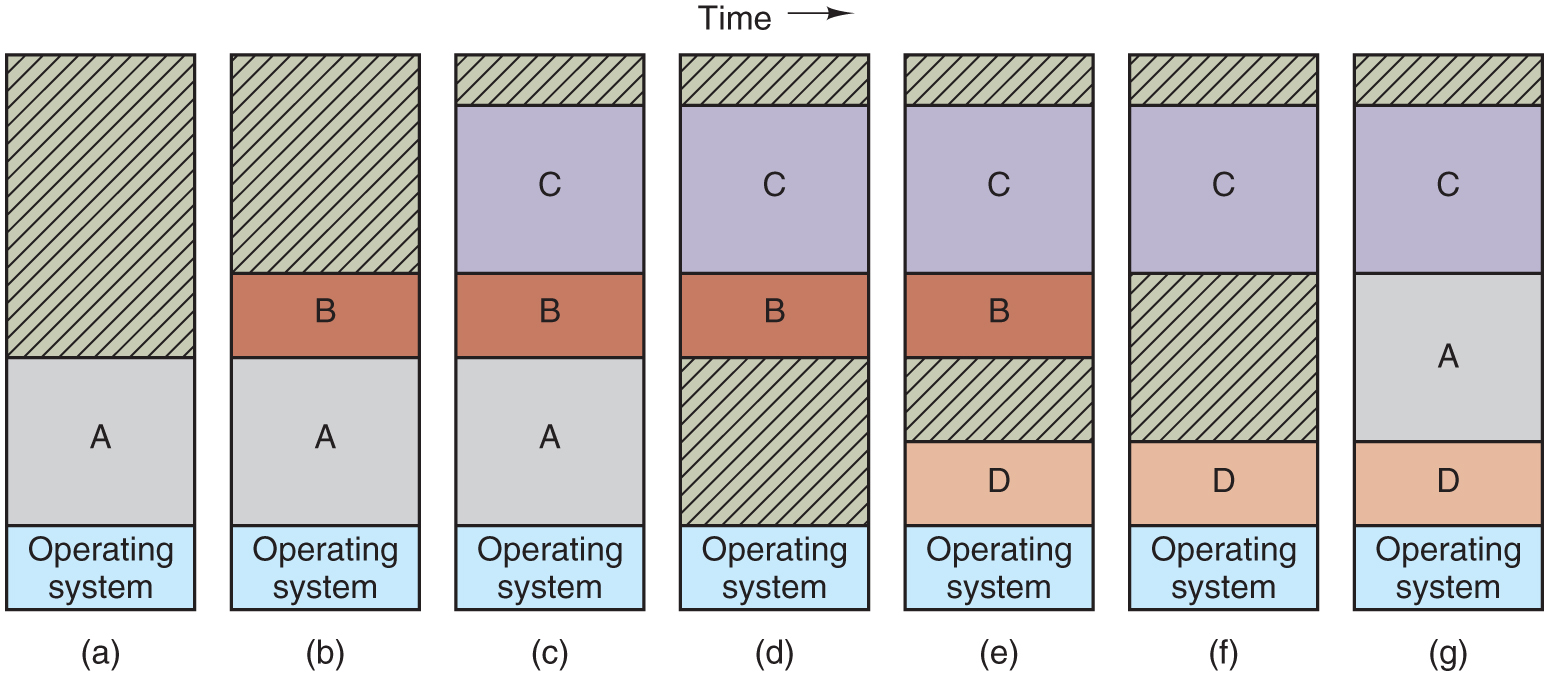 Time
C
C
C
C
C
B
B
B
B
A
A
A
A
D
D
D
Operating
system
Operating
system
Operating
system
Operating
system
Operating
system
Operating
system
Operating
system
(a)
(b)
(c)
(d)
(e)
(f)
(g)